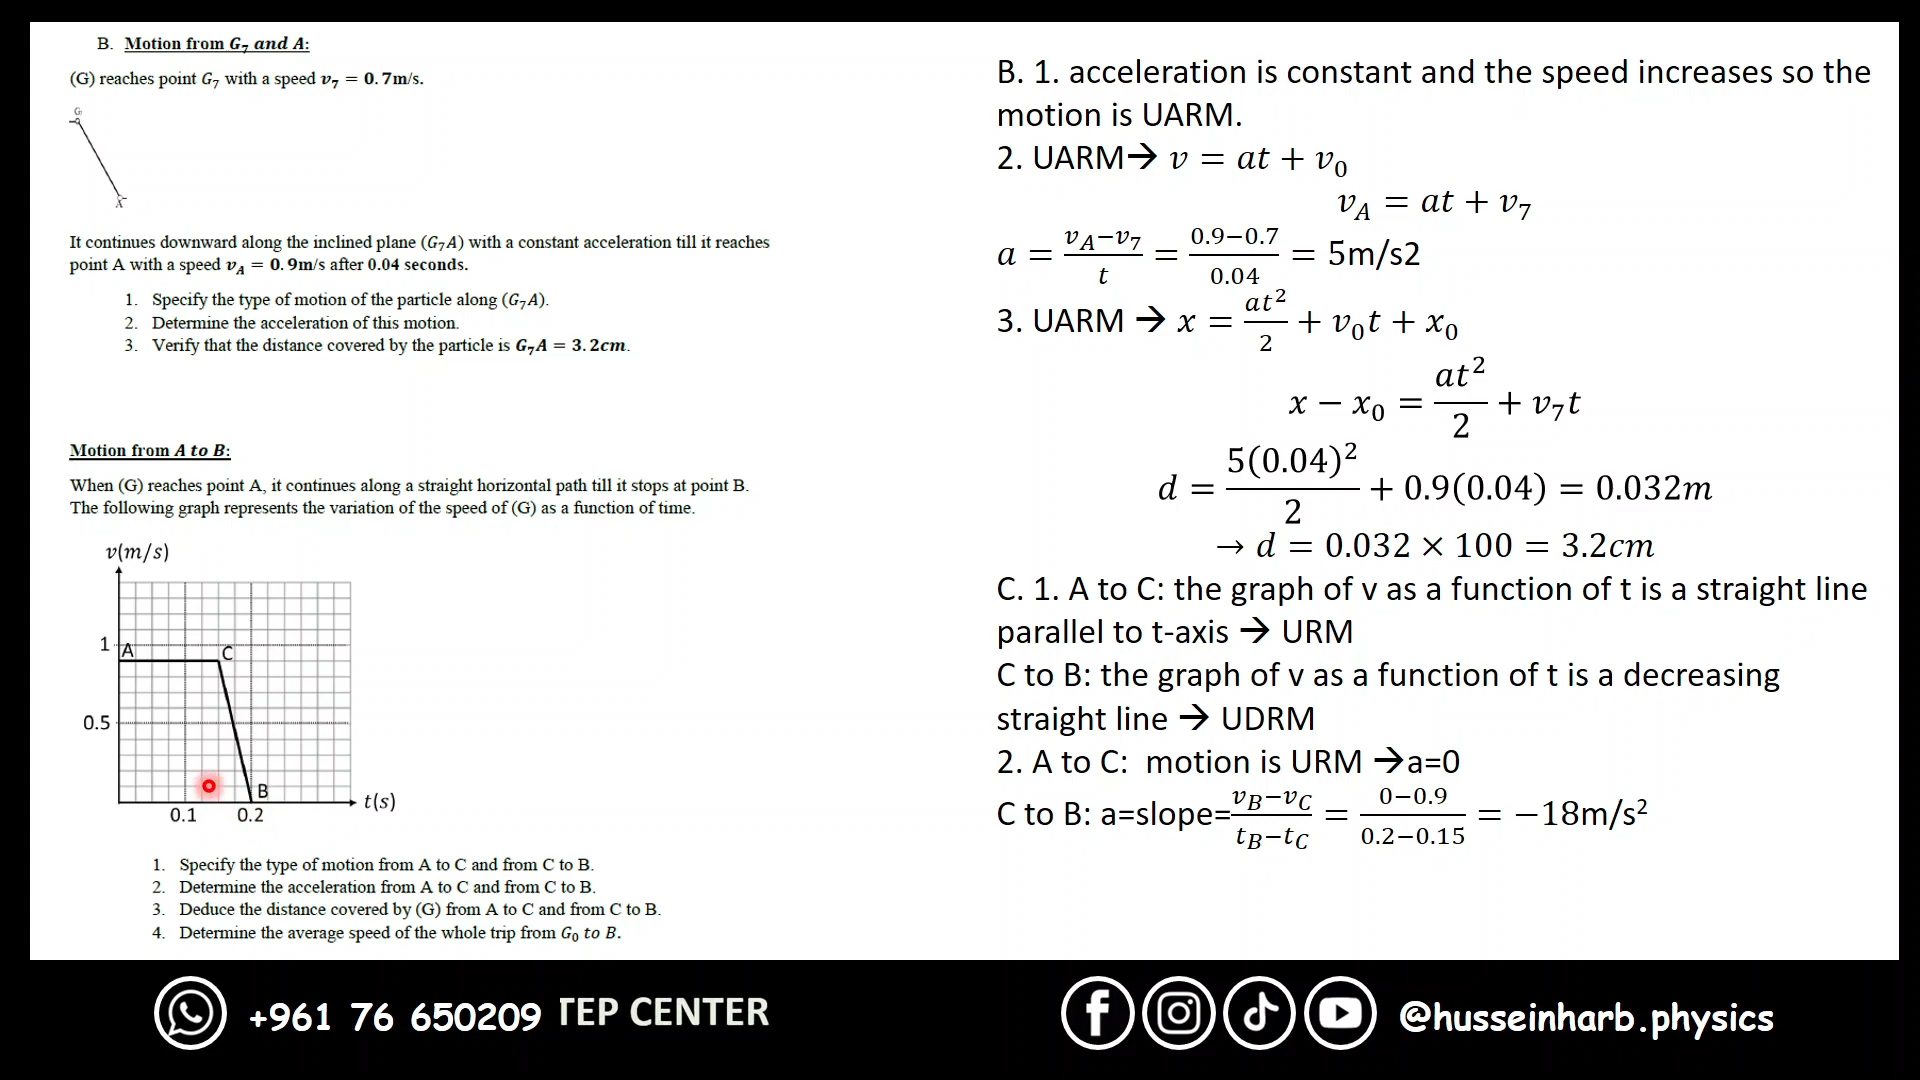 B. Motion from G₇ and A:
(G) reaches point G₇ with a speed v₇ = 0.7m/s.
G
A
It continues downward along the inclined plane (G₇A) with a constant acceleration till it reaches
point A with a speed v_A = 0.9m/s after 0.04 seconds.
1. Specify the type of motion of the particle along (G₇A).
2. Determine the acceleration of this motion.
3. Verify that the distance covered by the particle is G₇A = 3.2cm.
Motion from A to B:
When (G) reaches point A, it continues along a straight horizontal path till it stops at point B.
The following graph represents the variation of the speed of (G) as a function of time.
v(m/s)
1 A C
0.5
B t(s)
0.1 0.2
1. Specify the type of motion from A to C and from C to B.
2. Determine the acceleration from A to C and from C to B.
3. Deduce the distance covered by (G) from A to C and from C to B.
4. Determine the average speed of the whole trip from G₀ to B.
B. 1. acceleration is constant and the speed increases so the
motion is UARM.
2. UARM→ v = at + v₀
v_A = at + v₇
a = (v_A−v₇)/t = (0.9−0.7)/0.04 = 5m/s2
3. UARM → x = at²/2 + v₀t + x₀
x − x₀ = at²/2 + v₇t
d = 5(0.04)²/2 + 0.9(0.04) = 0.032m
→ d = 0.032 × 100 = 3.2cm
C. 1. A to C: the graph of v as a function of t is a straight line
parallel to t-axis → URM
C to B: the graph of v as a function of t is a decreasing
straight line → UDRM
2. A to C: motion is URM →a=0
C to B: a=slope=(v_B−v_C)/(t_B−t_C) = (0−0.9)/(0.2−0.15) = −18m/s²
+961 76 650209 TEP CENTER
@husseinharb.physics